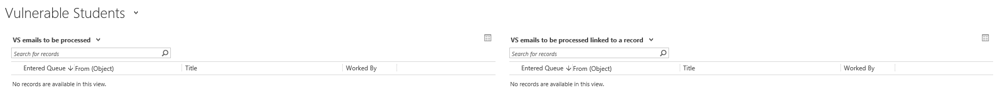 Vulnerable Students
VS emails to be processed
Search for records
Entered Queue From (Object) Title Worked By
No records are available in this view.
VS emails to be processed linked to a record
Search for records
Entered Queue From (Object) Title Worked By
No records are available in this view.